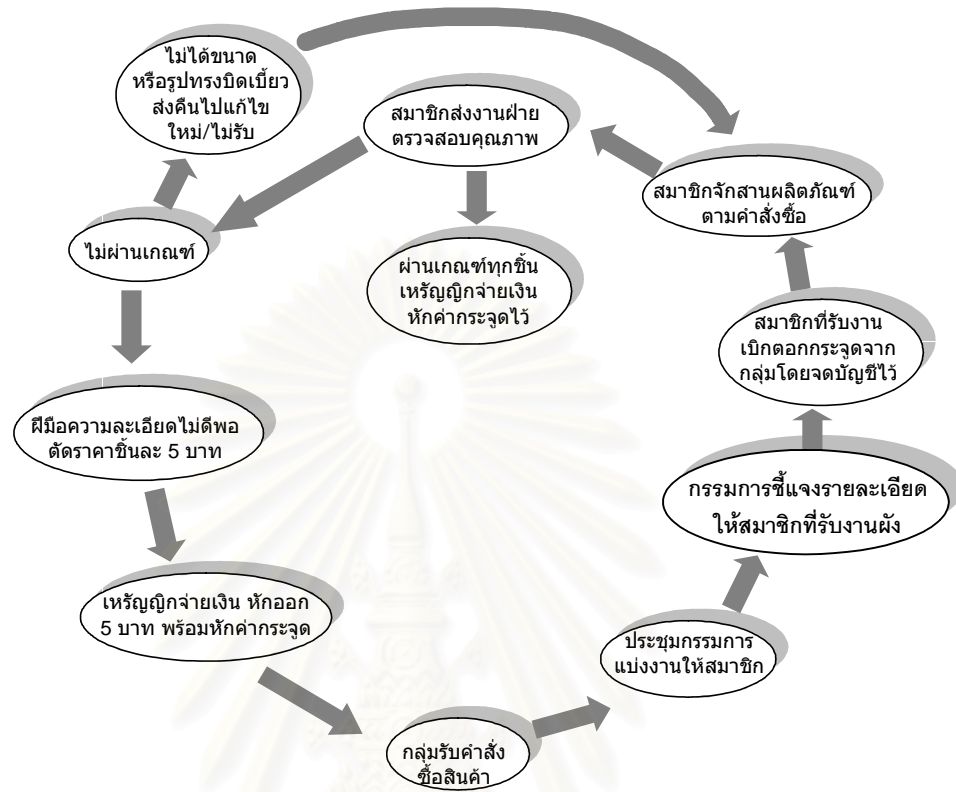 ไม่ได้ขนาด
หรือรูปทรงบิดเบี้ยว
ส่งคืนไปแก้ไข
ใหม่/ไม่รับ
สมาชิกส่งงานฝ่าย
ตรวจสอบคุณภาพ
สมาชิกจักสานผลิตภัณฑ์
ตามคำสั่งซื้อ
ไม่ผ่านเกณฑ์
ผ่านเกณฑ์ทุกชิ้น
เหรัญญิกจ่ายเงิน
หักค่ากระจูดไว้
สมาชิกที่รับงาน
เบิกตอกกระจูดจาก
กลุ่มโดยจดบัญชีไว้
ฝีมือความละเอียดไม่ดีพอ
ตัดราคาชิ้นละ 5 บาท
กรรมการชี้แจงรายละเอียด
ให้สมาชิกที่รับงานผัง
เหรัญญิกจ่ายเงิน หักออก
5 บาท พร้อมหักค่ากระจูด
ประชุมกรรมการ
แบ่งงานให้สมาชิก
กลุ่มรับคำสั่ง
ซื้อสินค้า